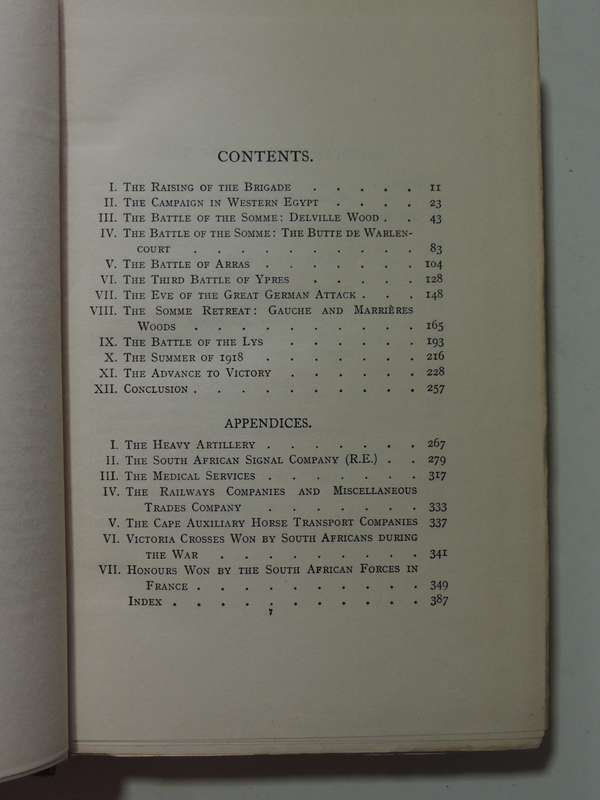 CONTENTS.
I. The Raising of the Brigade . . . . . 11
II. The Campaign in Western Egypt . . . . 23
III. The Battle of the Somme: Delville Wood . . 43
IV. The Battle of the Somme: The Butte de Warlen-
court . . . . . . . . . . 83
V. The Battle of Arras . . . . . . . 104
VI. The Third Battle of Ypres . . . . . 128
VII. The Eve of the Great German Attack . . . 148
VIII. The Somme Retreat: Gauche and Marrières
Woods . . . . . . . . . . 165
IX. The Battle of the Lys . . . . . . 193
X. The Summer of 1918 . . . . . . . 216
XI. The Advance to Victory . . . . . . 228
XII. Conclusion . . . . . . . . . . 257
APPENDICES.
I. The Heavy Artillery . . . . . . . 267
II. The South African Signal Company (R.E.) . . 279
III. The Medical Services . . . . . . . 317
IV. The Railways Companies and Miscellaneous
Trades Company . . . . . . . 333
V. The Cape Auxiliary Horse Transport Companies 337
VI. Victoria Crosses Won by South Africans during
the War . . . . . . . . . 341
VII. Honours Won by the South African Forces in
France . . . . . . . . . . 349
Index . . . . . . . . . . . 387
7